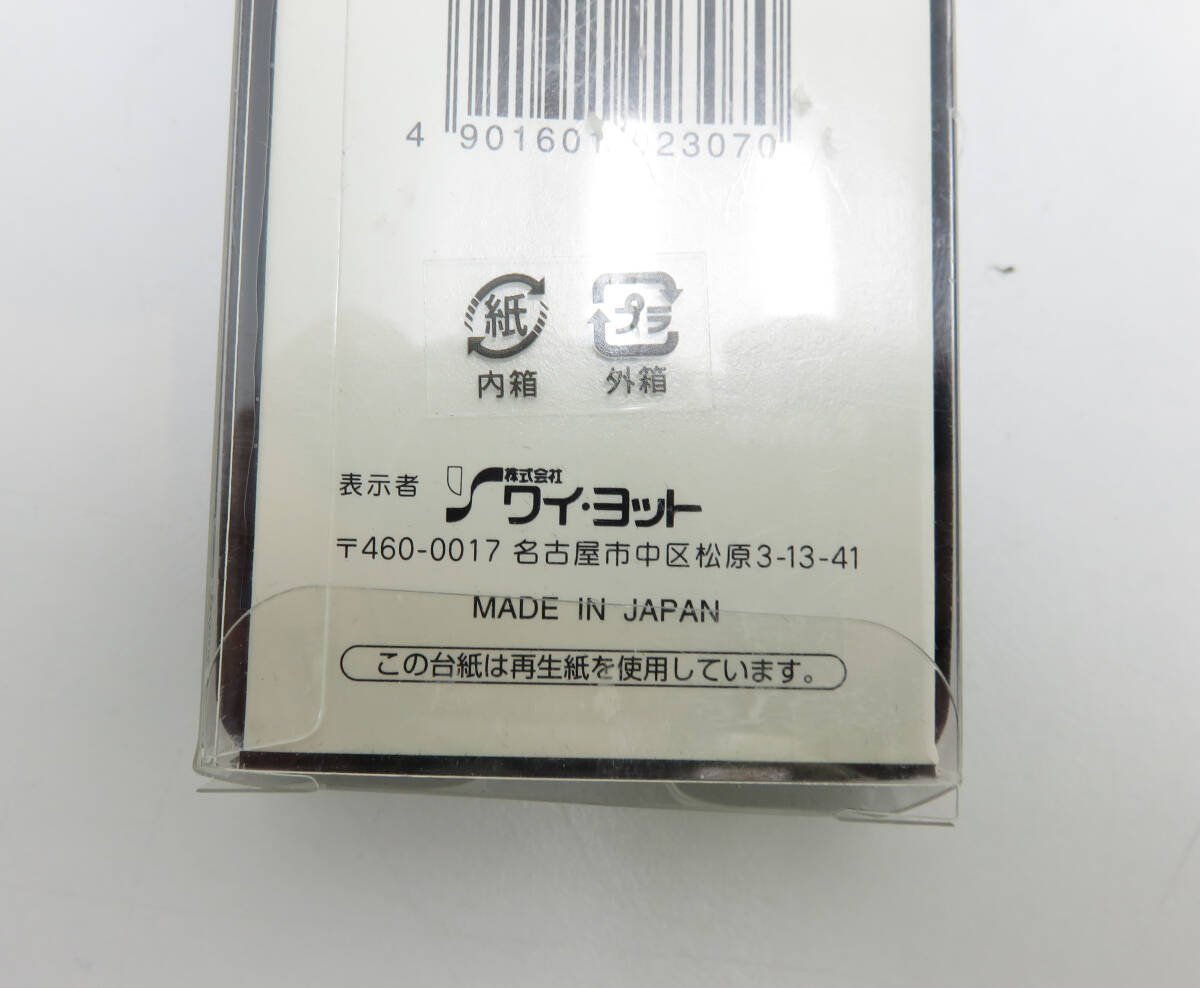 4 901601
紙 プラ
内箱 外箱
表示者 株式会社 ワイ・ヨット
〒460-0017 名古屋市中区松原3-13-41
MADE IN JAPAN
この台紙は再生紙を使用しています。